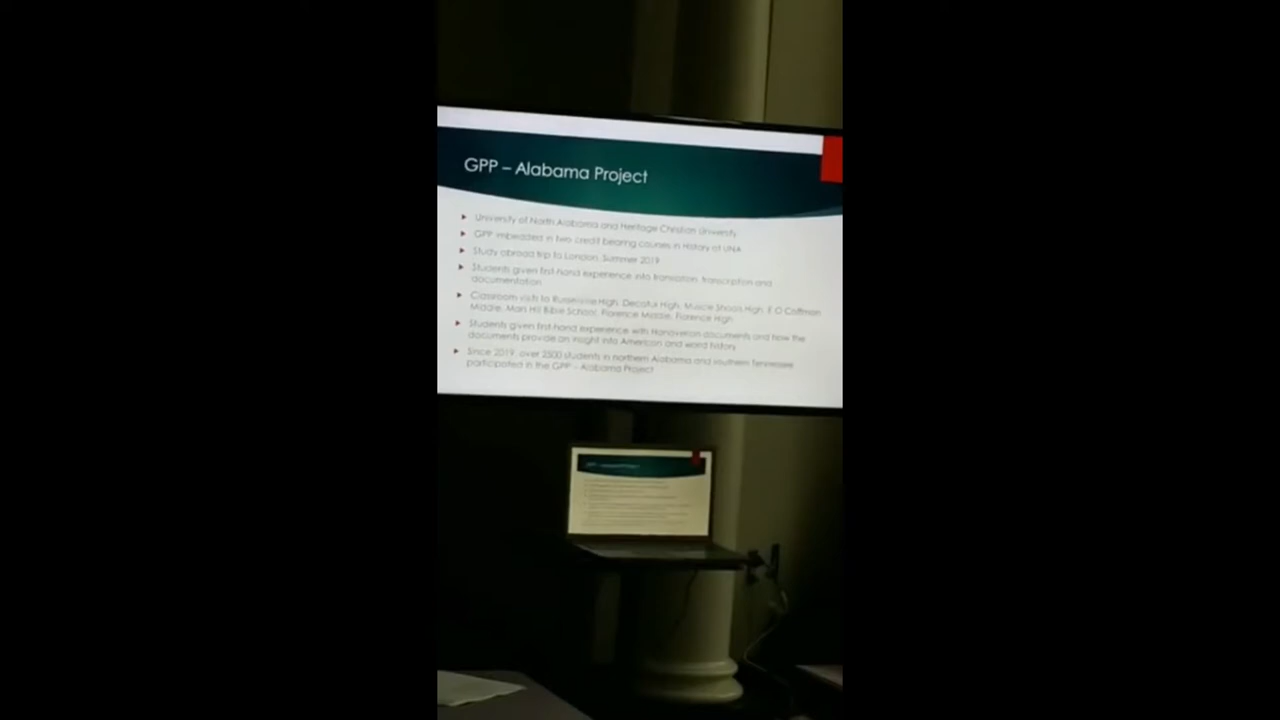 GPP – Alabama Project
University of North Alabama and Heritage Christian University
GPP imbedded in two credit bearing courses in History at UNA
Study abroad trip to London, Summer 2019
Students given first-hand experience into translation, transcription and
documentation
Classroom visits to Russellville High, Decatur High, Muscle Shoals High, E O Coffman
Middle, Mars Hill Bible School, Florence Middle, Florence High
Students given first-hand experience with Hanoverian documents and how the
documents provide an insight into American and world history
Since 2019, over 2500 students in northern Alabama and southern Tennessee
participated in the GPP – Alabama Project